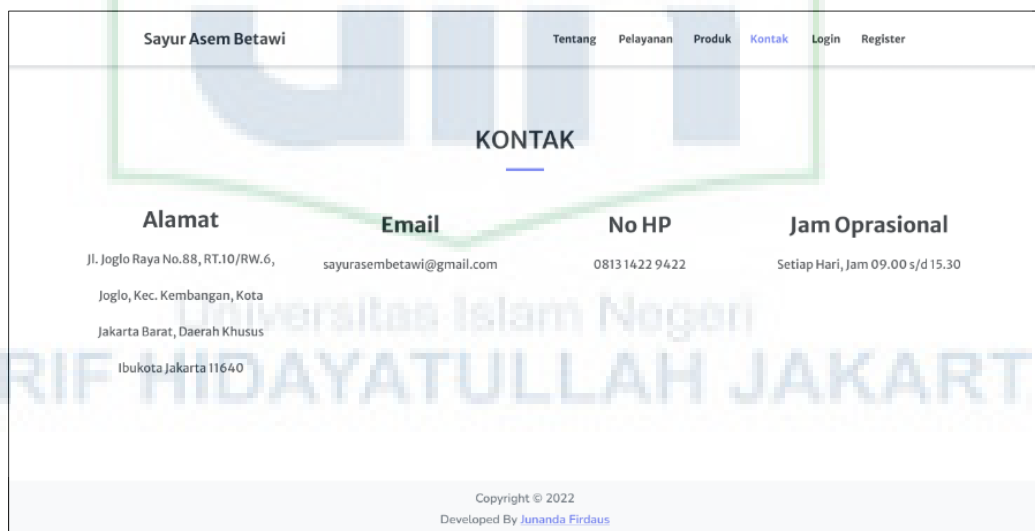 Sayur Asem Betawi
Tentang Pelayanan Produk Kontak Login Register
KONTAK
Alamat
Jl. Joglo Raya No.88, RT.10/RW.6,
Joglo, Kec. Kembangan, Kota
Jakarta Barat, Daerah Khusus
Ibukota Jakarta 11640
Email
sayurasembetawi@gmail.com
No HP
0813 1422 9422
Jam Oprasional
Setiap Hari, Jam 09.00 s/d 15.30
Universitas Islam Negeri
RIF HIDAYATULLAH JAKART
Copyright © 2022
Developed By Junanda Firdaus